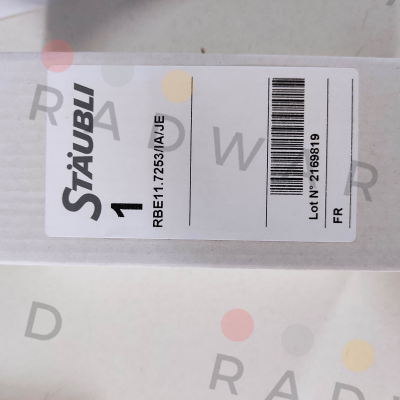 STÄUBLI
1
RBE11.7253/IA/JE
Lot N° 2169819
FR
RADWAR
D
RADW